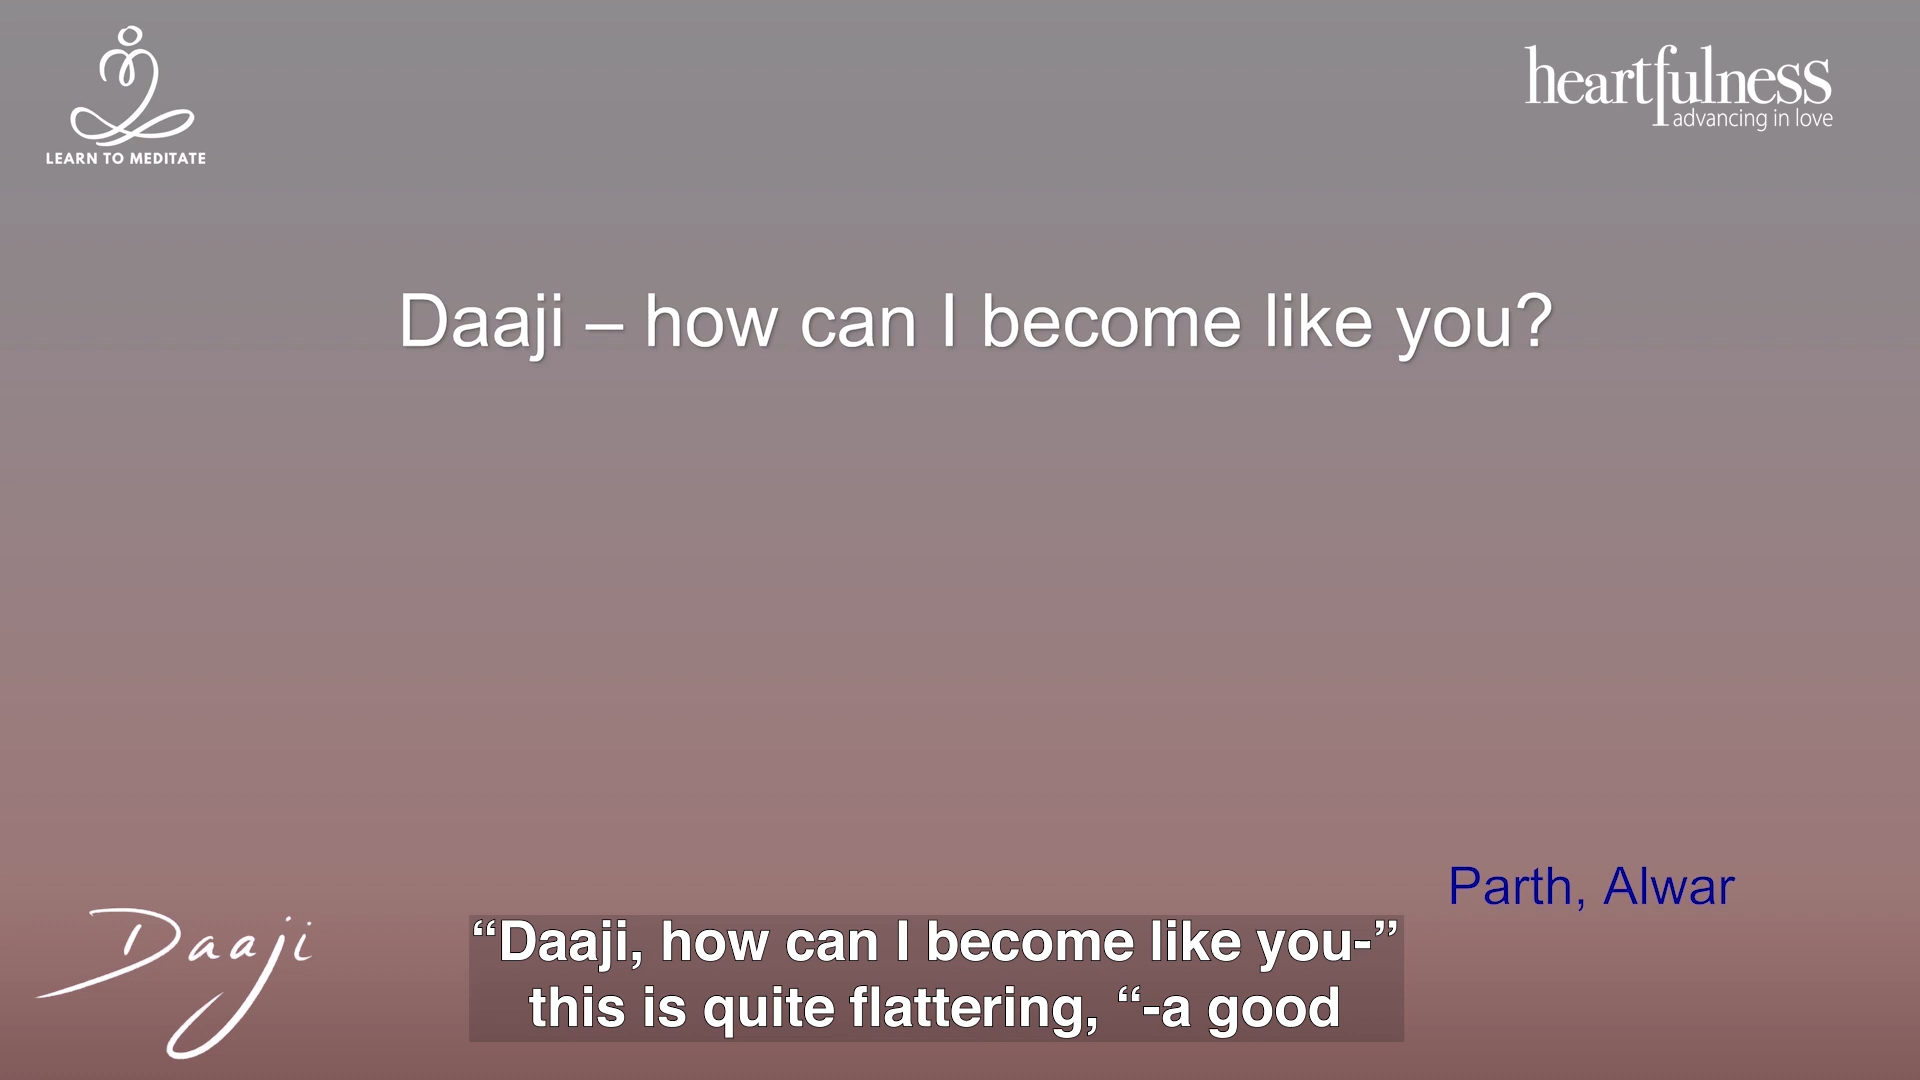 LEARN TO MEDITATE
heartfulness
advancing in love
Daaji – how can I become like you?
Parth, Alwar
Daaji
“Daaji, how can I become like you-”
this is quite flattering, “-a good